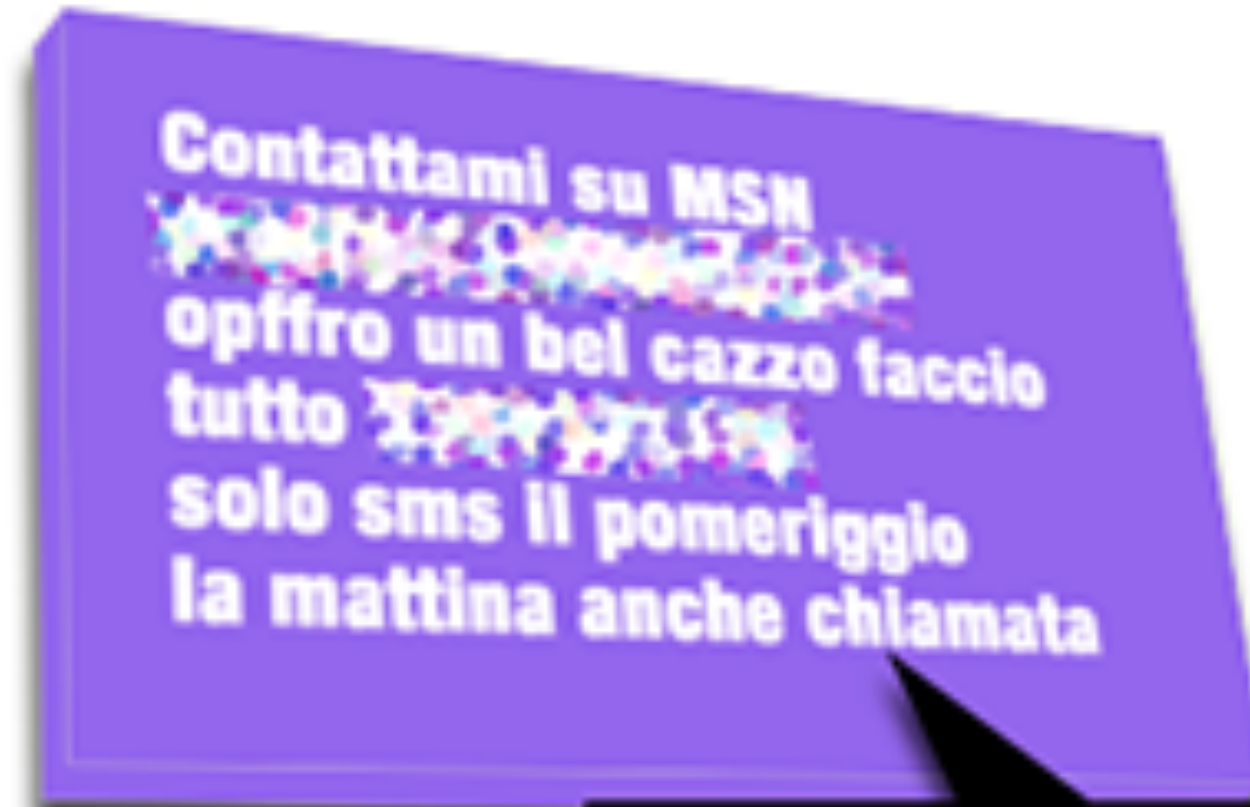 Contattami su MSN
opffro un bel cazzo faccio
tutto
solo sms il pomeriggio
la mattina anche chiamata